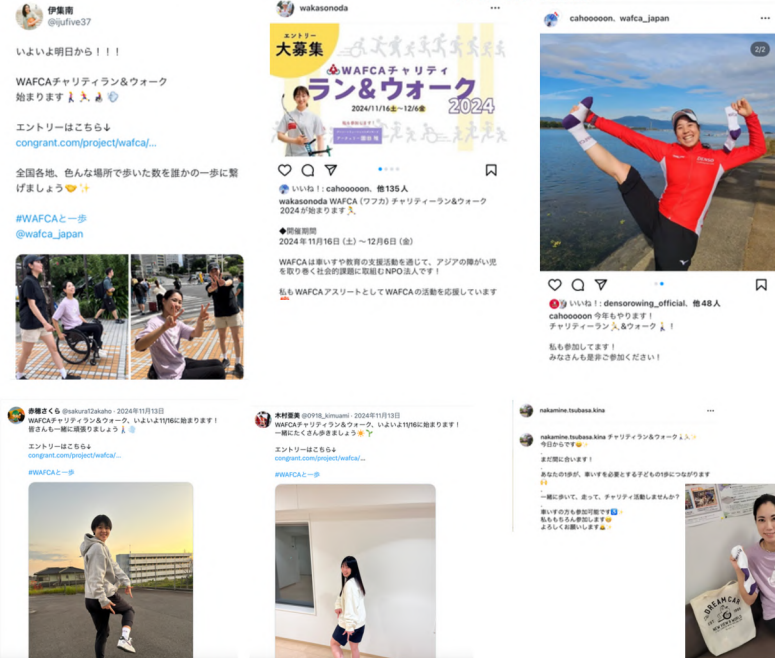 伊集南
@ijufive37
いよいよ明日から！！！
WAFCAチャリティラン＆ウォーク
始まります🚶‍♀️🏃👩‍🦽💨
エントリーはこちら↓
congrant.com/project/wafca/...
全国各地、色んな場所で歩いた数を誰かの一歩に繋
げましょう🤝✨
#WAFCAと一歩
@wafca_japan
wakasonoda
エントリー
大募集
WAFCAチャリティ
ラン＆ウォーク
2024/11/16土〜12/6金
2024
いいね！: cahooooon、他135人
wakasonoda WAFCA（ワフカ）チャリティーラン＆ウォーク
2024が始まります🏃
◆開催期間
2024年11月16日（土）〜12月6日（金）
WAFCAは車いすや教育の支援活動を通じて、アジアの障がい児
を取り巻く社会的課題に取組むNPO法人です！
私もWAFCAアスリートとしてWAFCAの活動を応援しています
cahooooon、wafca_japan
2/2
いいね！: densorowing_official、他48人
cahooooon 今年もやります！
チャリティーラン🏃&ウォーク🚶！
私も参加してます！
みなさんも是非ご参加ください！
赤穂さくら @sakura12akaho · 2024年11月13日
WAFCAチャリティラン＆ウォーク、いよいよ11/16に始まります！
皆さんも一緒に頑張りましょう🚶‍♀️💨
エントリーはこちら↓
congrant.com/project/wafca/...
#WAFCAと一歩
木村亜美 @0918_kimuami · 2024年11月13日
WAFCAチャリティラン＆ウォーク、いよいよ11/16に始まります！
一緒にたくさん歩きましょう☀️🌱
エントリーはこちら↓
congrant.com/project/wafca/...
#WAFCAと一歩
nakamine.tsubasa.kina
nakamine.tsubasa.kina チャリティーラン&ウォーク🚶🏃✨
今日からです😄✨
.
まだ間に合います！
.
あなたの1歩が、車いすを必要とする子どもの1歩につながります
🙌
.
一緒に歩いて、走って、チャリティ活動しませんか？
.
車いすの方も参加可能です♿✨
私ももちろん参加します😊
よろしくお願いします🙇✨
DREAM CAR